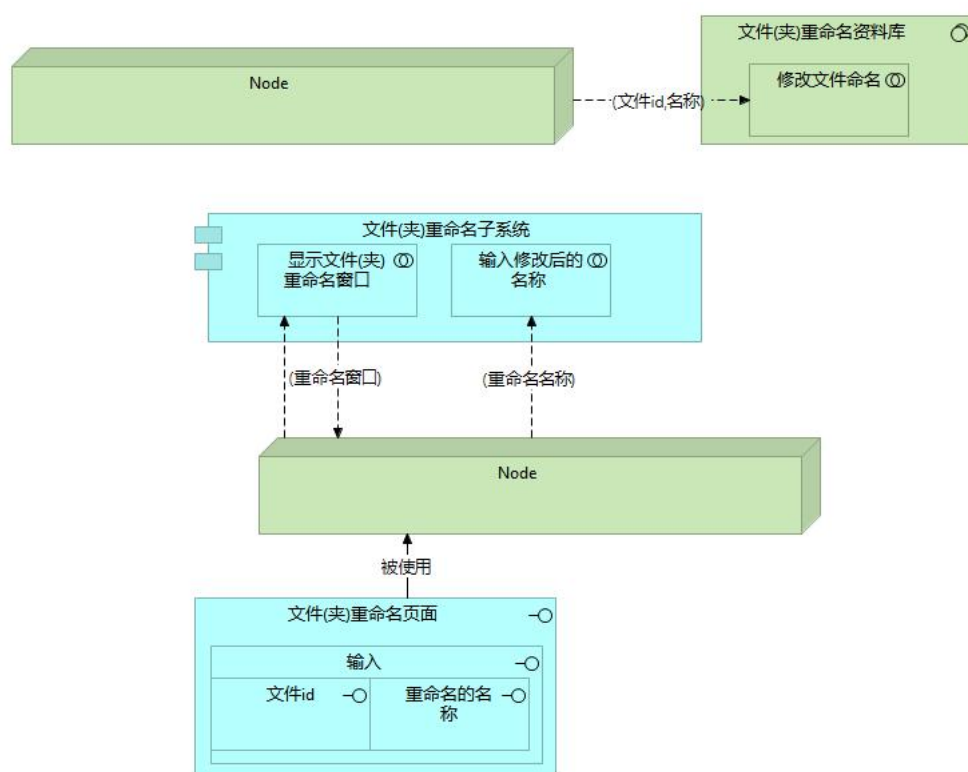 文件(夹)重命名资料库
Node
修改文件命名
(文件id,名称)
文件(夹)重命名子系统
显示文件(夹)
重命名窗口
输入修改后的
名称
(重命名窗口)
(重命名名称)
Node
被使用
文件(夹)重命名页面
输入
文件id
重命名的名
称